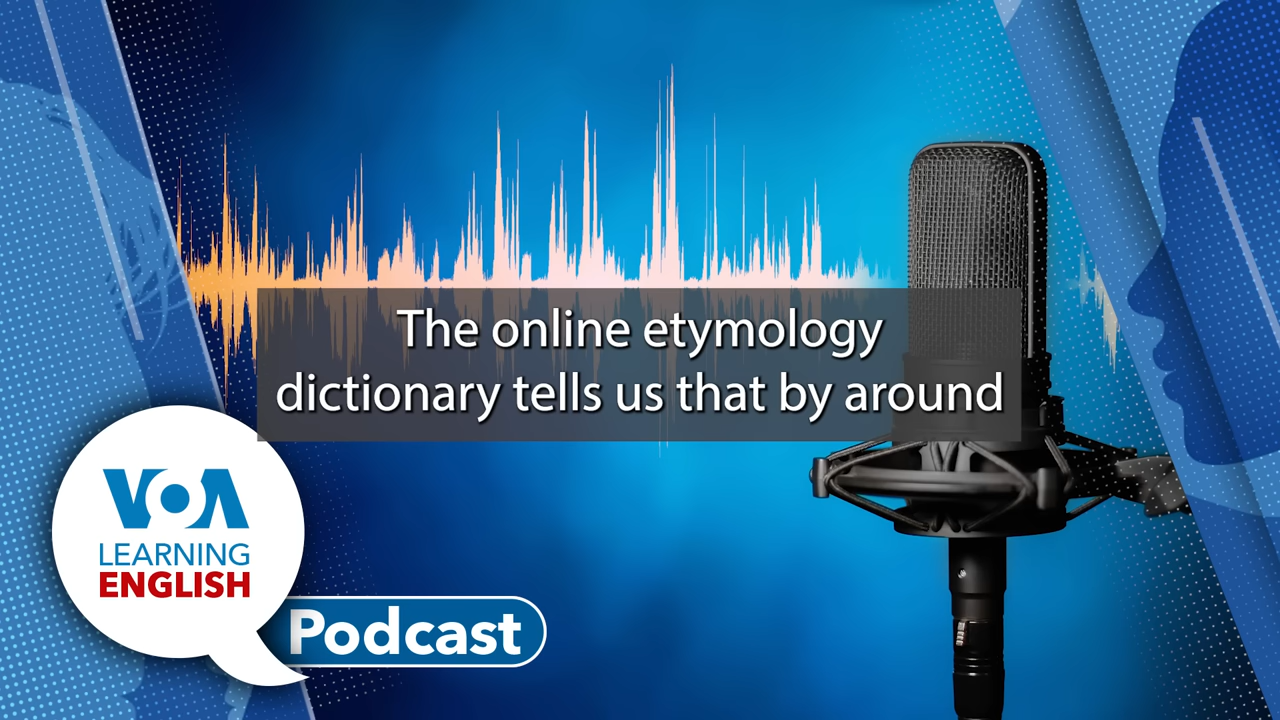 The online etymology
dictionary tells us that by around
VOA
LEARNING
ENGLISH
Podcast